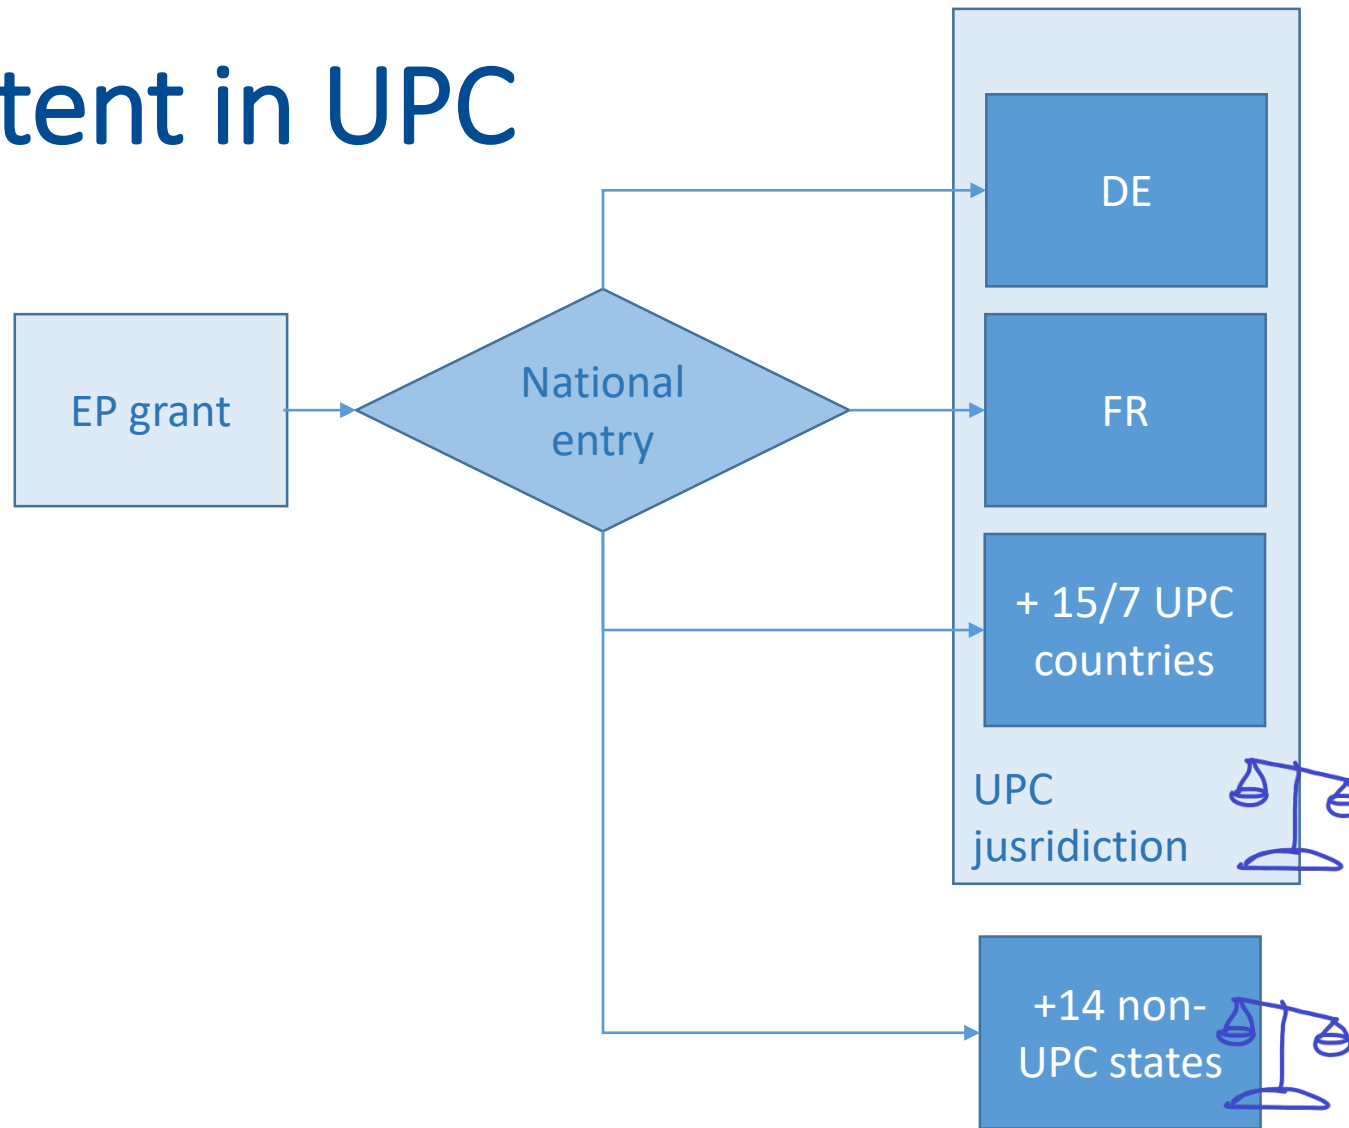 tent in UPC
DE
EP grant
National
entry
FR
+ 15/7 UPC
countries
UPC
jusridiction
+14 non-
UPC states